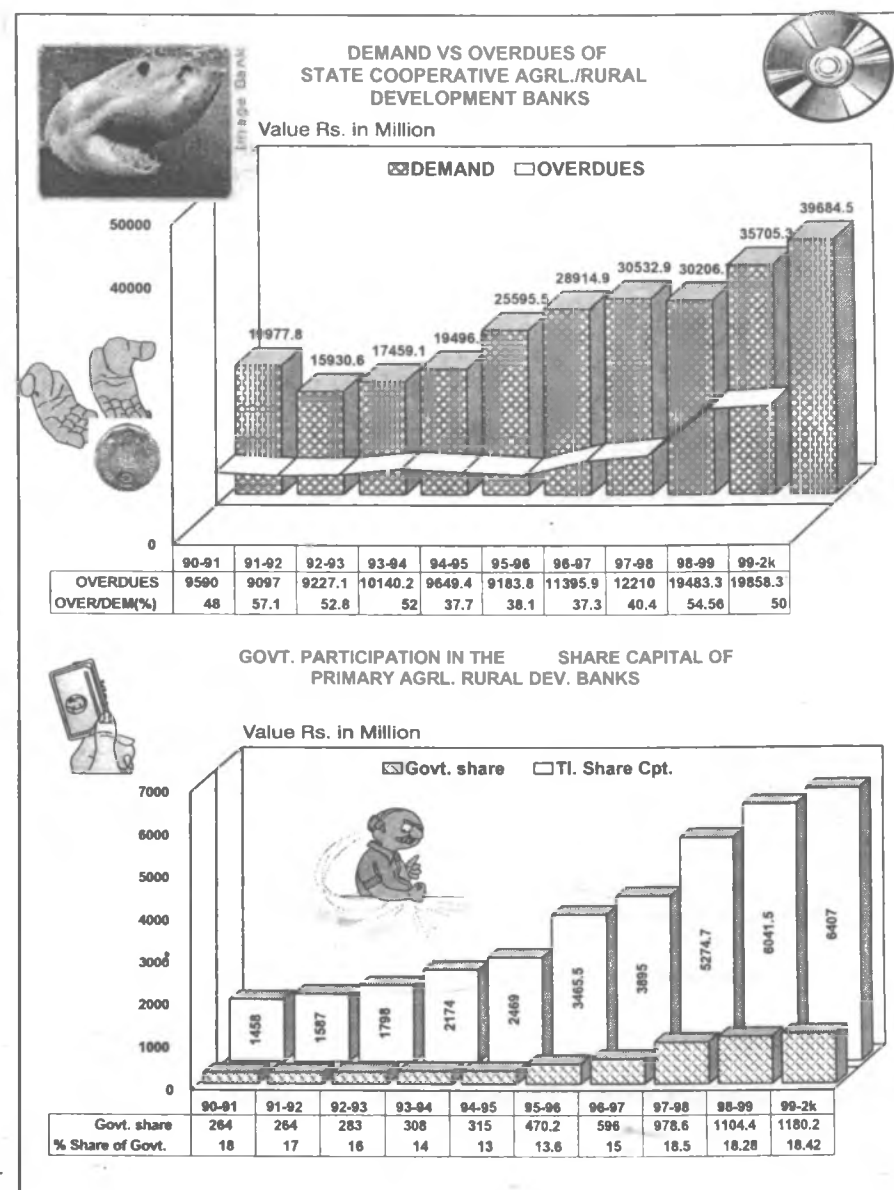 Image Bank
DEMAND VS OVERDUES OF
STATE COOPERATIVE AGRL./RURAL
DEVELOPMENT BANKS
Value Rs. in Million
DEMAND OVERDUES
50000
40000
0
19977.8
15930.6
17459.1
19496.
25595.5
28914.9
30532.9
30206.
35705.3
39684.5
90-91 91-92 92-93 93-94 94-95 95-96 96-97 97-98 98-99 99-2k
OVERDUES 9590 9097 9227.1 10140.2 9649.4 9183.8 11395.9 12210 19483.3 19858.3
OVER/DEM(%) 48 57.1 52.8 52 37.7 38.1 37.3 40.4 54.56 50
GOVT. PARTICIPATION IN THE SHARE CAPITAL OF
PRIMARY AGRL. RURAL DEV. BANKS
Value Rs. in Million
Govt. share Tl. Share Cpt.
7000
6000
5000
4000
3000
2000
1000
0
1458
1587
1798
2174
2469
3465.5
3895
5274.7
6041.5
6407
90-91 91-92 92-93 93-94 94-95 95-96 96-97 97-98 98-99 99-2k
Govt. share 264 264 283 308 315 470.2 596 978.6 1104.4 1180.2
% Share of Govt. 18 17 16 14 13 13.6 15 18.5 18.28 18.42